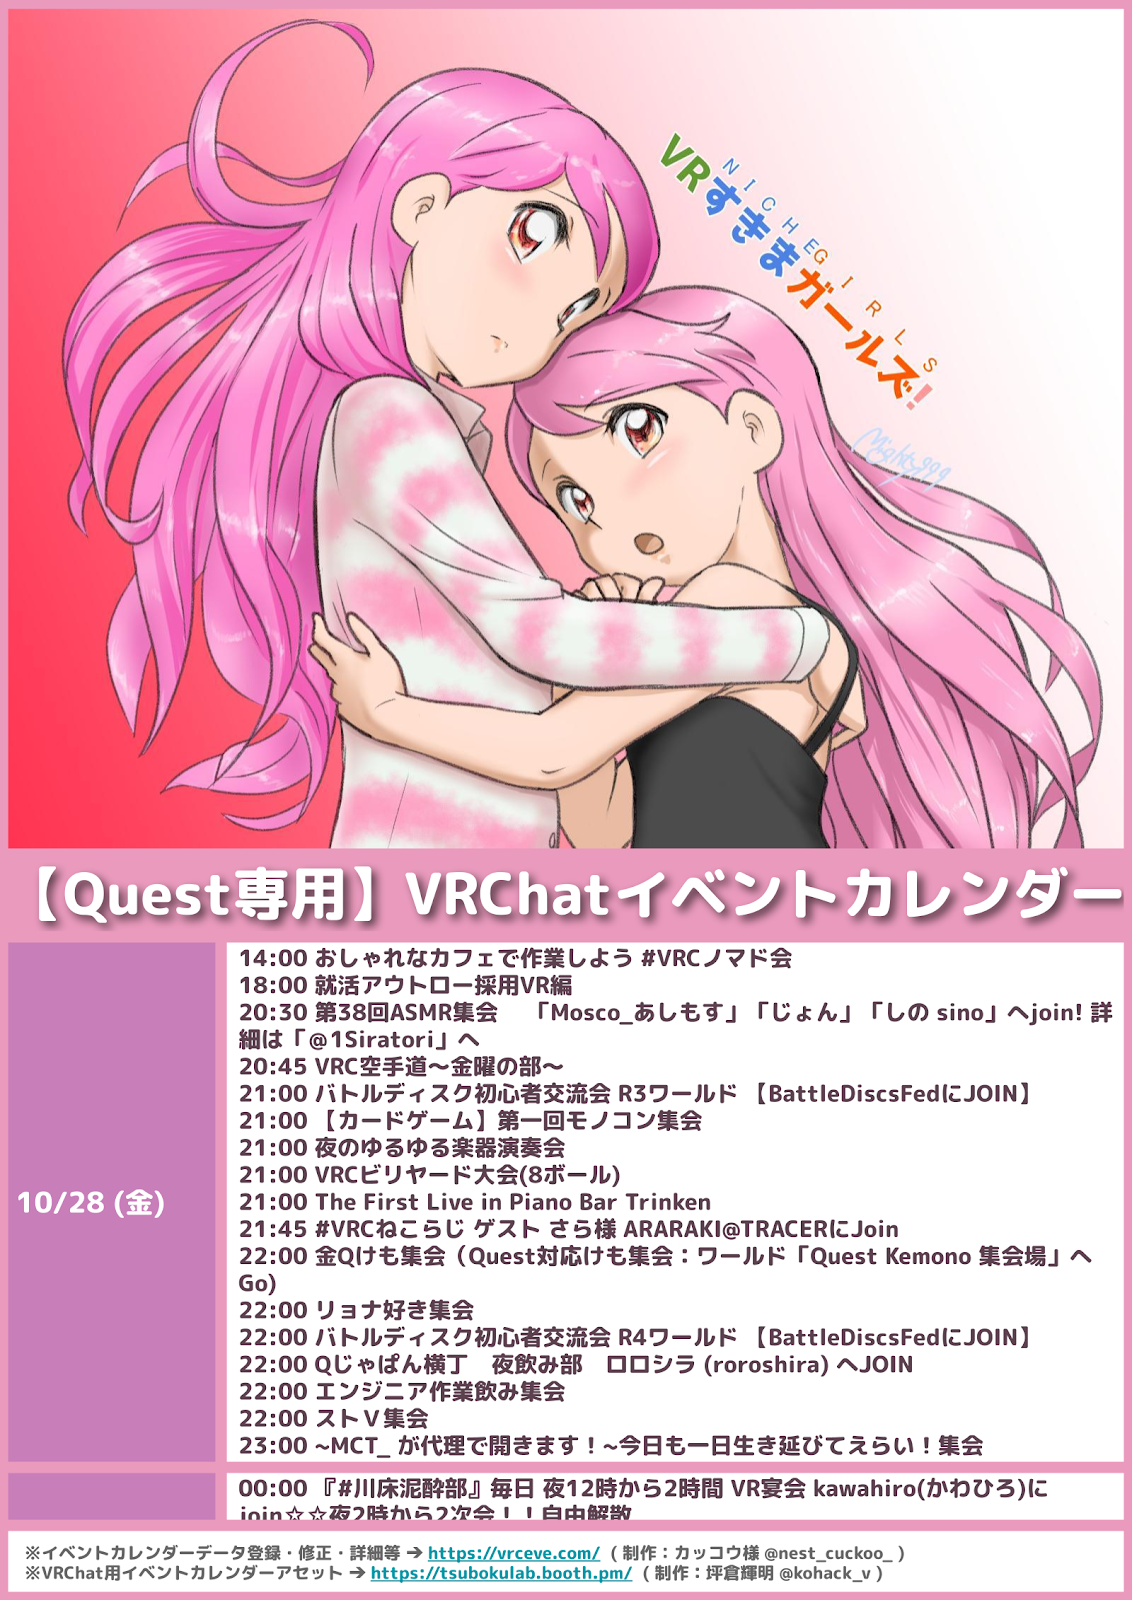 NICHE GIRLS
VRすきまガールズ!
Mighty999
【Quest専用】VRChatイベントカレンダー
10/28 (金)
14:00 おしゃれなカフェで作業しよう #VRCノマド会
18:00 就活アウトロー採用VR編
20:30 第38回ASMR集会　「Mosco_あしもす」「じょん」「しの sino」へjoin! 詳
細は「@1Siratori」へ
20:45 VRC空手道～金曜の部～
21:00 バトルディスク初心者交流会 R3ワールド 【BattleDiscsFedにJOIN】
21:00 【カードゲーム】第一回モノコン集会
21:00 夜のゆるゆる楽器演奏会
21:00 VRCビリヤード大会(8ボール)
21:00 The First Live in Piano Bar Trinken
21:45 #VRCねこらじ ゲスト さら様 ARARAKI@TRACERにJoin
22:00 金Qけも集会（Quest対応けも集会：ワールド「Quest Kemono 集会場」へ
Go)
22:00 リョナ好き集会
22:00 バトルディスク初心者交流会 R4ワールド 【BattleDiscsFedにJOIN】
22:00 Qじゃぱん横丁　夜飲み部　ロロシラ (roroshira) へJOIN
22:00 エンジニア作業飲み集会
22:00 ストＶ集会
23:00 ~MCT_ が代理で開きます！~今日も一日生き延びてえらい！集会
00:00 『#川床泥酔部』毎日 夜12時から2時間 VR宴会 kawahiro(かわひろ)に
join☆☆夜2時から2次会！！自由解散
※イベントカレンダーデータ登録・修正・詳細等 ➔ https://vrceve.com/ ( 制作：カッコウ様 @nest_cuckoo_ )
※VRChat用イベントカレンダーアセット ➔ https://tsubokulab.booth.pm/ ( 制作：坪倉輝明 @kohack_v )